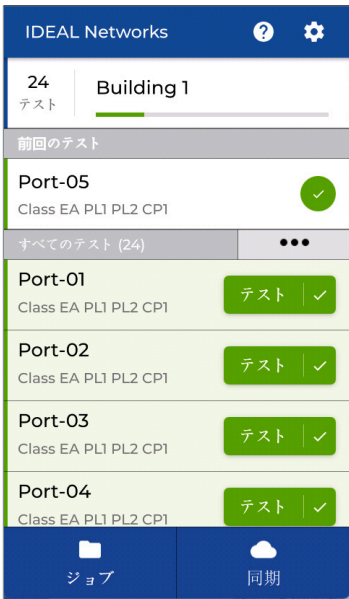 IDEAL Networks
24
テスト
Building 1
前回のテスト
Port-05
Class EA PL1 PL2 CP1
すべてのテスト (24)
Port-01
Class EA PL1 PL2 CP1
テスト
Port-02
Class EA PL1 PL2 CP1
テスト
Port-03
Class EA PL1 PL2 CP1
テスト
Port-04
Class EA PL1 PL2 CP1
テスト
ジョブ
同期